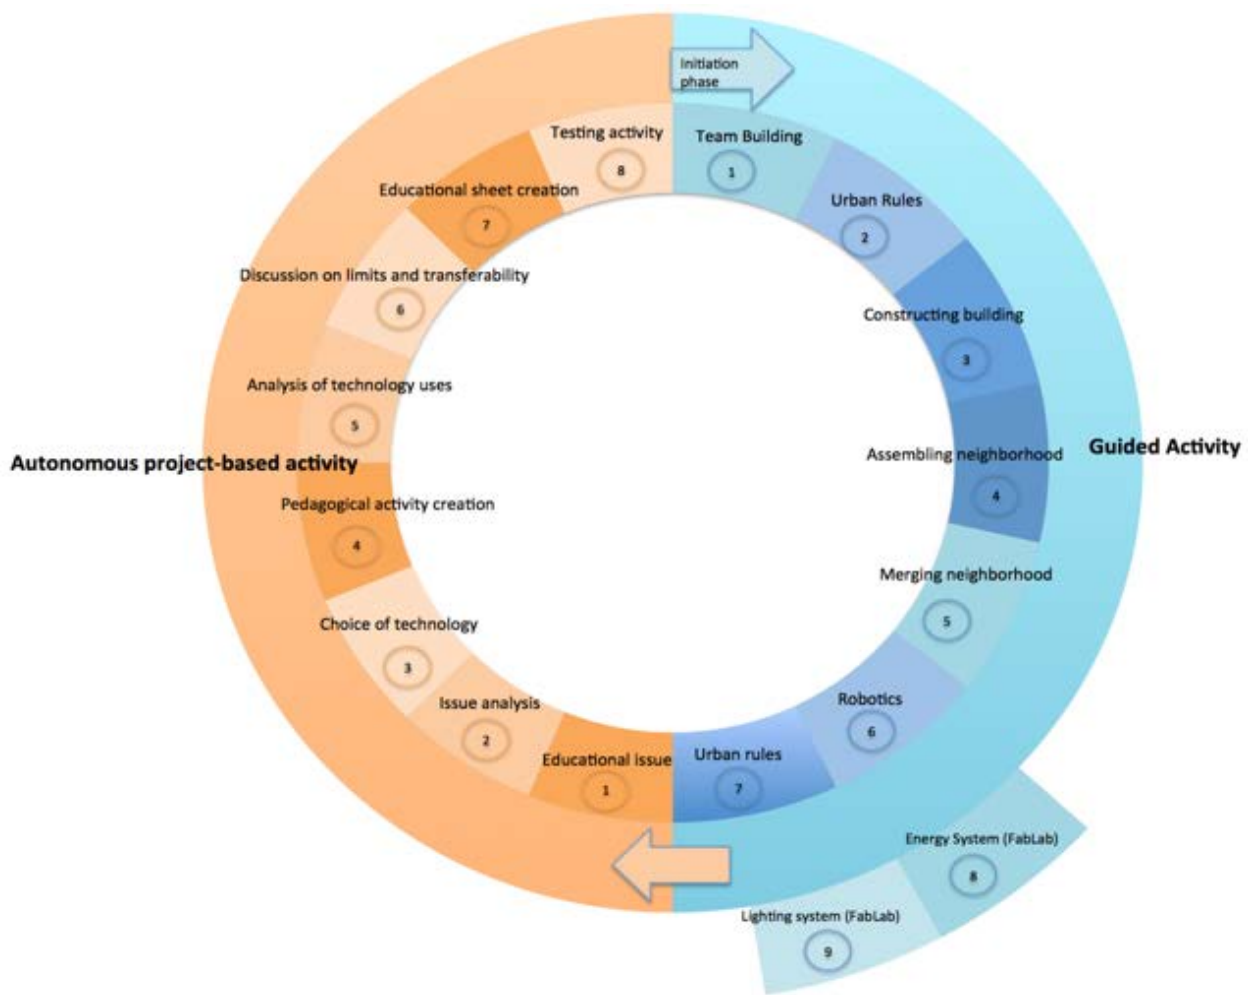 Initiation
phase
Team Building
1
Urban Rules
2
Constructing building
3
Assembling neighborhood
4
Guided Activity
Merging neighborhood
5
Robotics
6
Urban rules
7
Energy System (FabLab)
8
Lighting system (FabLab)
9
Educational issue
1
Issue analysis
2
Choice of technology
3
Pedagogical activity creation
4
Autonomous project-based activity
Analysis of technology uses
5
Discussion on limits and transferability
6
Educational sheet creation
7
Testing activity
8